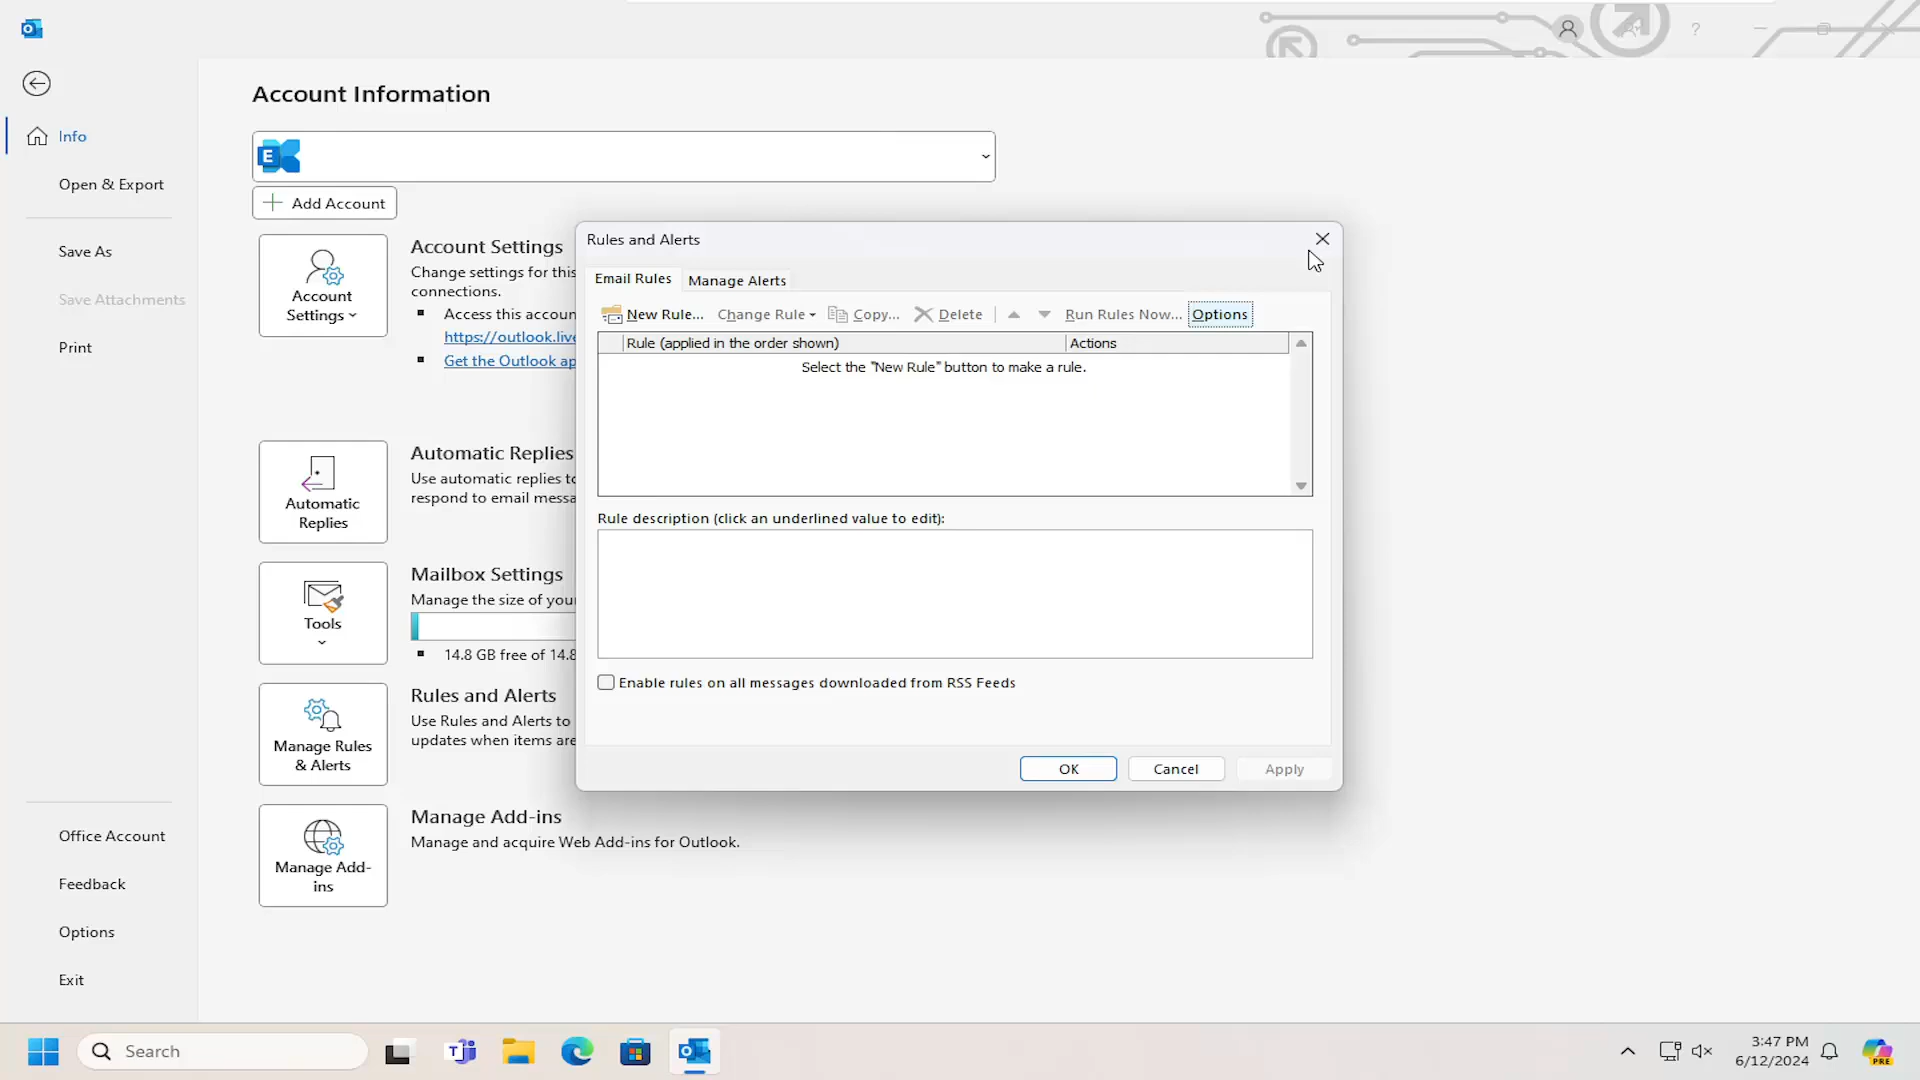 Info
Open & Export
Save As
Save Attachments
Print
Office Account
Feedback
Options
Exit
Account Information
E
Add Account
Account
Settings
Account Settings
Change settings for this
connections.
Access this accoun
https://outlook.live
Get the Outlook ap
Automatic
Replies
Automatic Replies
Use automatic replies to
respond to email messa
Tools
Mailbox Settings
Manage the size of your
14.8 GB free of 14.8
Manage Rules
& Alerts
Rules and Alerts
Use Rules and Alerts to
updates when items are
Manage Add-
ins
Manage Add-ins
Manage and acquire Web Add-ins for Outlook.
Rules and Alerts
Email Rules Manage Alerts
New Rule... Change Rule Copy... Delete Run Rules Now... Options
Rule (applied in the order shown) Actions
Select the "New Rule" button to make a rule.
Rule description (click an underlined value to edit):
Enable rules on all messages downloaded from RSS Feeds
OK Cancel Apply
?
Search
3:47 PM
6/12/2024
PRE